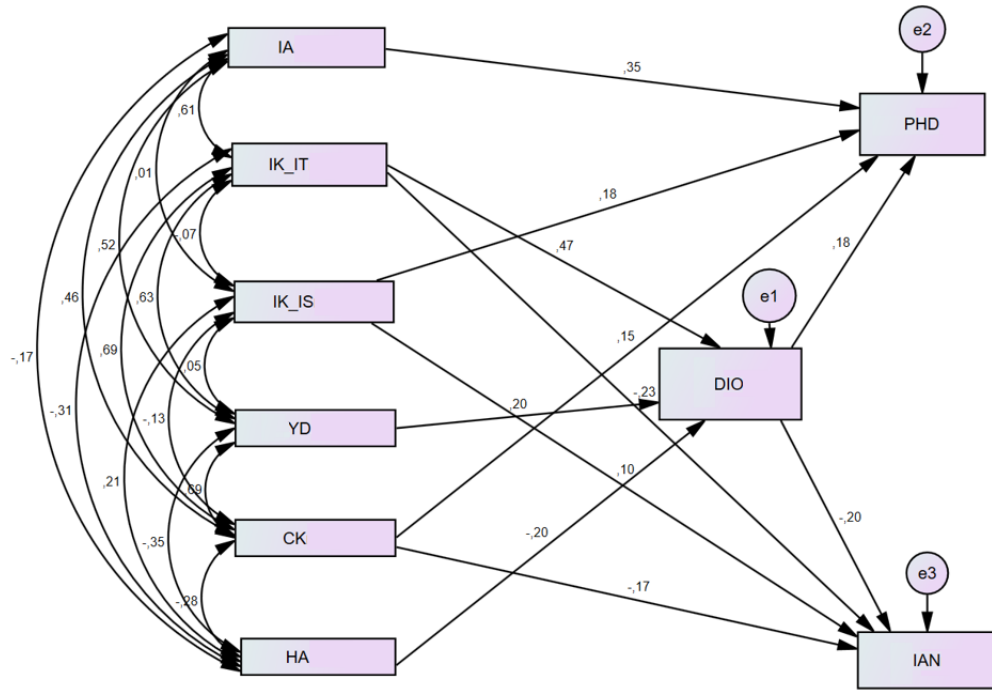 e2
IA
,35
PHD
,61
IK_IT
,01
,18
-,07
,47
,52
,18
e1
IK_IS
,46
,63
,15
-,17
,69
,05
DIO
-,23
,20
-,31
-,13
YD
,10
,21
,69
-,35
CK
-,20
-,20
-,17
e3
-,28
HA
IAN